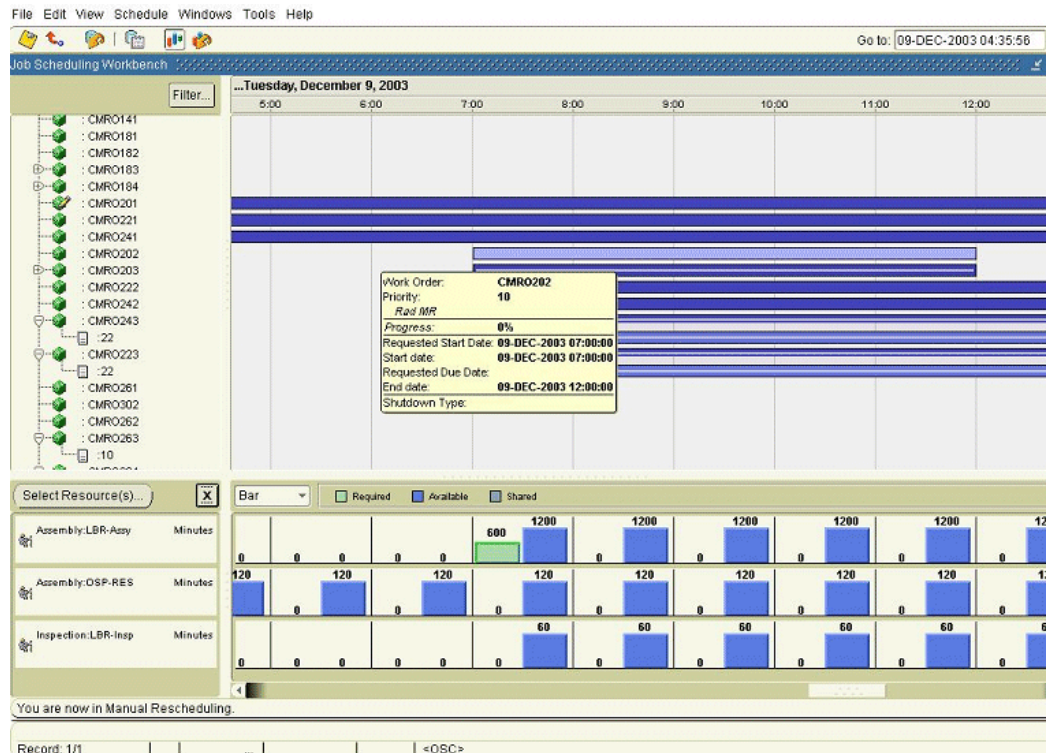 File Edit View Schedule Windows Tools Help
Go to: 09-DEC-2003 04:35:56
Job Scheduling Workbench
Filter...
...Tuesday, December 9, 2003
5:00 6:00 7:00 8:00 9:00 10:00 11:00 12:00
: CMRO141
: CMRO181
: CMRO182
: CMRO183
: CMRO184
: CMRO201
: CMRO221
: CMRO241
: CMRO202
: CMRO203
: CMRO222
: CMRO242
: CMRO243
:22
: CMRO223
:22
: CMRO261
: CMRO302
: CMRO262
: CMRO263
:10
Work Order: CMRO202
Priority: 10
Rad MR
Progress: 0%
Requested Start Date: 09-DEC-2003 07:00:00
Start date: 09-DEC-2003 07:00:00
Requested Due Date:
End date: 09-DEC-2003 12:00:00
Shutdown Type:
Select Resource(s)... X Bar Required Available Shared
Assembly:LBR-Assy Minutes
600 1200 1200 1200 1200 1200 12
0 0 0 0 0 0 0 0 0 0
Assembly:OSP-RES Minutes
120 120 120 120 120 120 120 120 1
0 0 0 0 0 0 0 0
Inspection:LBR-Insp Minutes
60 60 60 60 60 6
0 0 0 0 0 0 0 0 0 0 0
You are now in Manual Rescheduling.
Record: 1/1 ... <OSC>